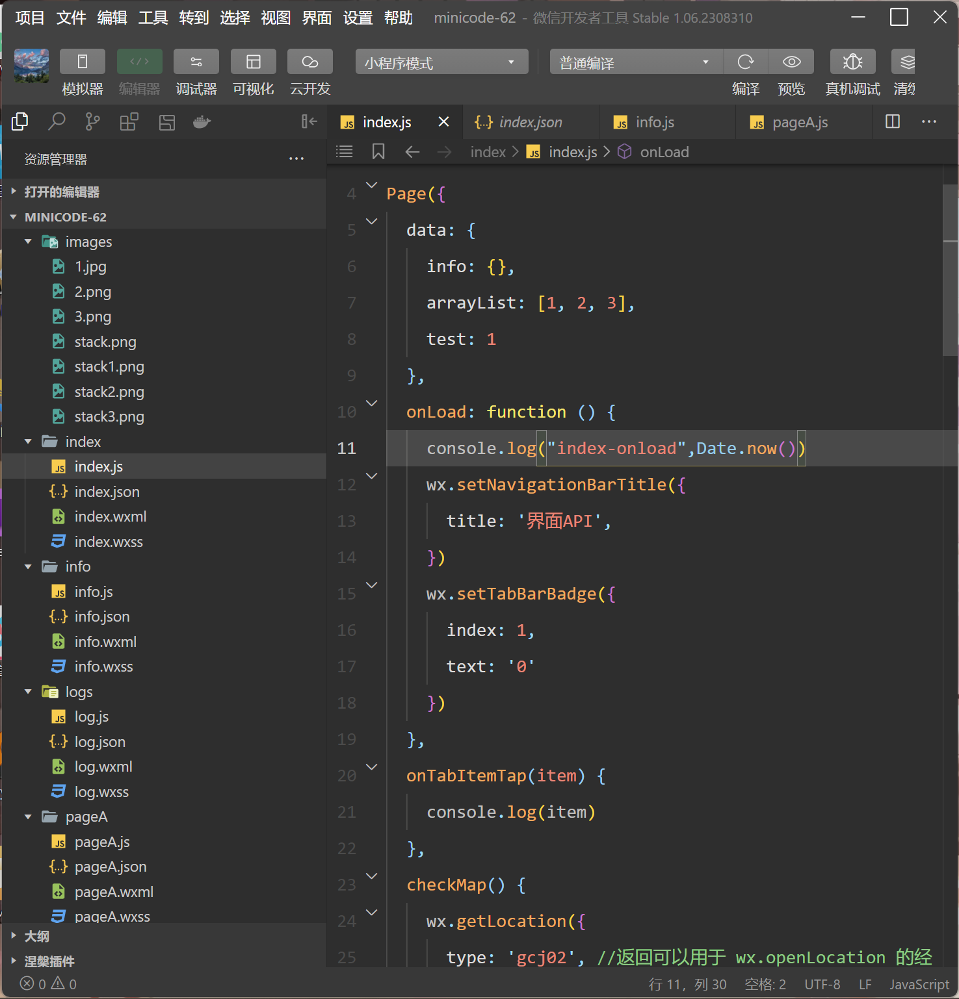 项目 文件 编辑 工具 转到 选择 视图 界面 设置 帮助 minicode-62 - 微信开发者工具 Stable 1.06.2308310
小程序模式 普通编译
模拟器 编辑器 调试器 可视化 云开发 编译 预览 真机调试 清缓
index.js index.json info.js pageA.js
资源管理器
index > index.js > onLoad
打开的编辑器
MINICODE-62
images
1.jpg
2.png
3.png
stack.png
stack1.png
stack2.png
stack3.png
index
index.js
index.json
index.wxml
index.wxss
info
info.js
info.json
info.wxml
info.wxss
logs
log.js
log.json
log.wxml
log.wxss
pageA
pageA.js
pageA.json
pageA.wxml
pageA.wxss
大纲
涅槃插件
4 Page({
5 data: {
6 info: {},
7 arrayList: [1, 2, 3],
8 test: 1
9 },
10 onLoad: function () {
11 console.log("index-onload",Date.now())
12 wx.setNavigationBarTitle({
13 title: '界面API',
14 })
15 wx.setTabBarBadge({
16 index: 1,
17 text: '0'
18 })
19 },
20 onTabItemTap(item) {
21 console.log(item)
22 },
23 checkMap() {
24 wx.getLocation({
25 type: 'gcj02', //返回可以用于 wx.openLocation 的经
0 0 行 11，列 30 空格: 2 UTF-8 LF JavaScript